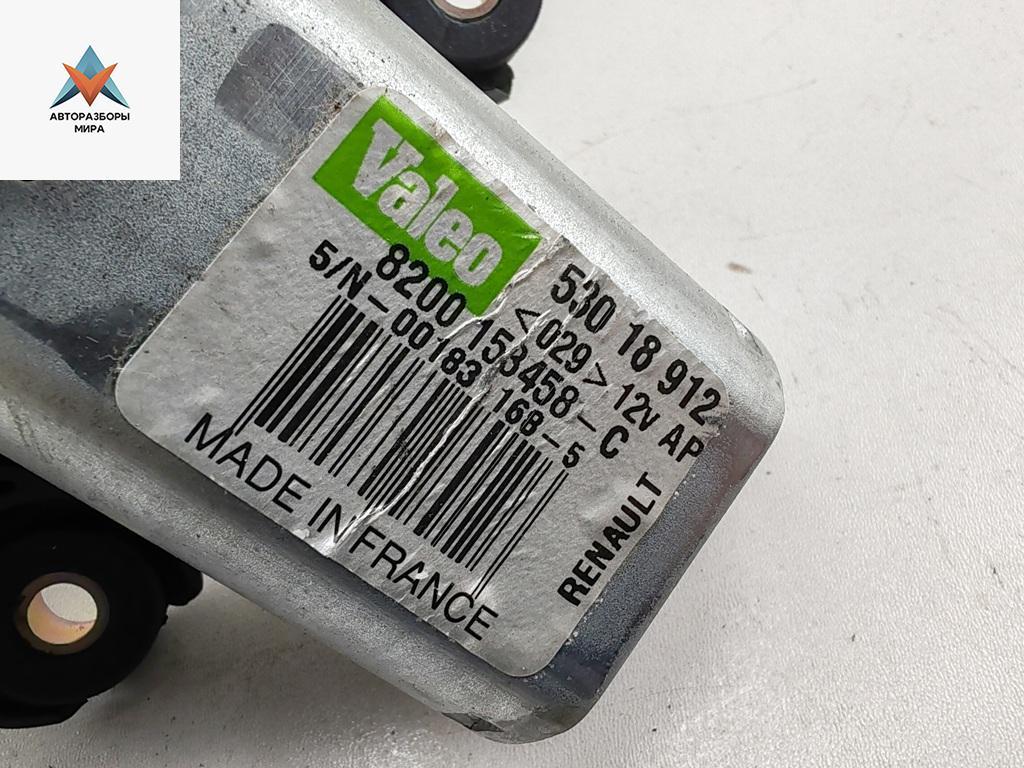 АВТОРАЗБОРЫ
МИРА
Valeo
530 18 912
<029> 12V AP
8200 153458-C
S/N-00183 168-5
MADE IN FRANCE
RENAULT